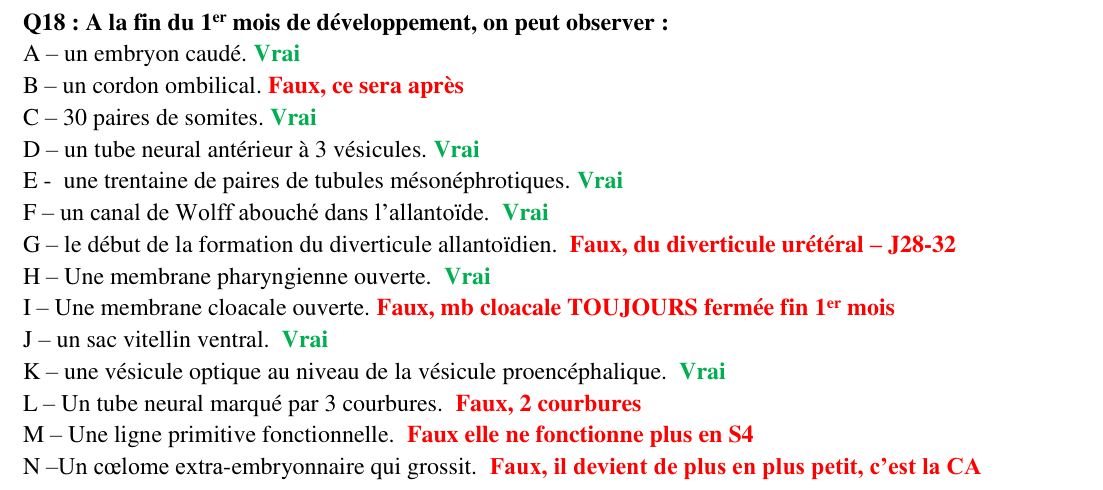 Q18 : A la fin du 1er mois de développement, on peut observer :
A – un embryon caudé. Vrai
B – un cordon ombilical. Faux, ce sera après
C – 30 paires de somites. Vrai
D – un tube neural antérieur à 3 vésicules. Vrai
E - une trentaine de paires de tubules mésonéphrotiques. Vrai
F – un canal de Wolff abouché dans l’allantoïde. Vrai
G – le début de la formation du diverticule allantoïdien. Faux, du diverticule urétéral – J28-32
H – Une membrane pharyngienne ouverte. Vrai
I – Une membrane cloacale ouverte. Faux, mb cloacale TOUJOURS fermée fin 1er mois
J – un sac vitellin ventral. Vrai
K – une vésicule optique au niveau de la vésicule proencéphalique. Vrai
L – Un tube neural marqué par 3 courbures. Faux, 2 courbures
M – Une ligne primitive fonctionnelle. Faux elle ne fonctionne plus en S4
N –Un cœlome extra-embryonnaire qui grossit. Faux, il devient de plus en plus petit, c’est la CA